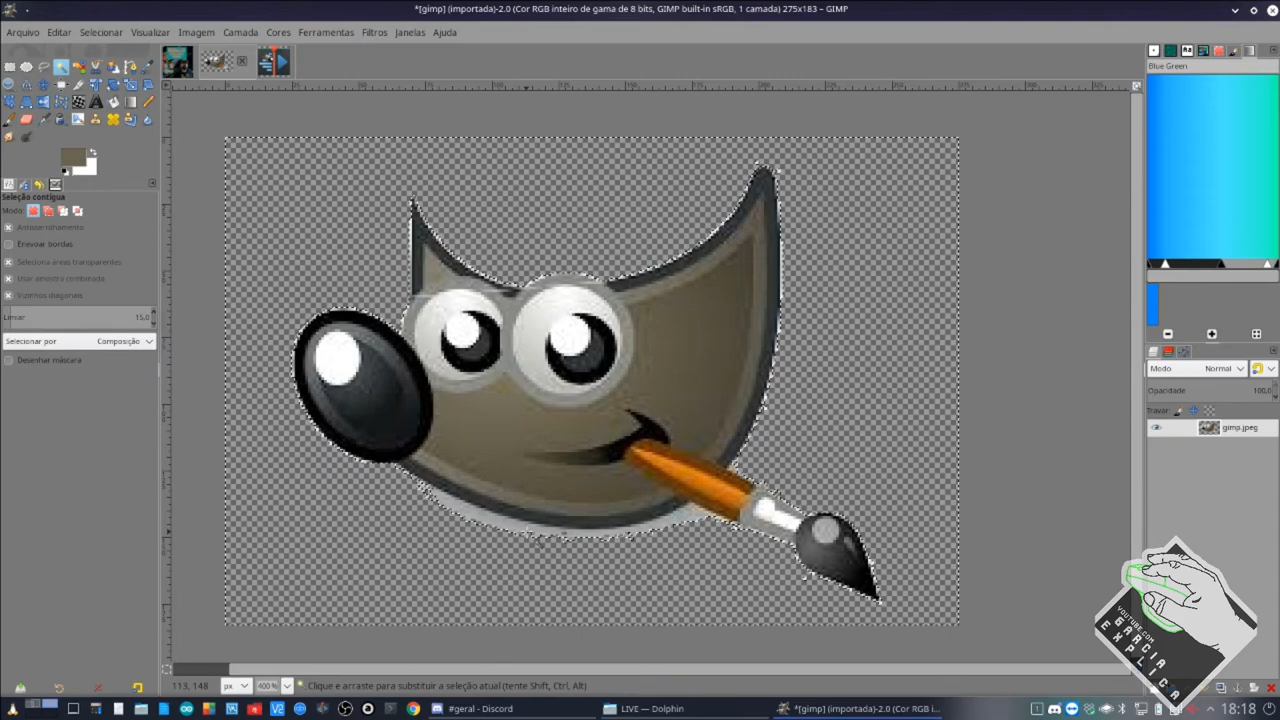 *[gimp] (importada)-2.0 (Cor RGB inteiro de gama de 8 bits, GIMP built-in sRGB, 1 camada) 275x183 – GIMP
Arquivo Editar Selecionar Visualizar Imagem Camada Cores Ferramentas Filtros Janelas Ajuda
Blue Green
Seleção contígua
Modo:
Antisserrilhamento
Enevoar bordas
Seleciona áreas transparentes
Usar amostra combinada
Vizinhos diagonais
Limiar 15,0
Selecionar por Composição
Desenhar máscara
Modo Normal
Opacidade 100,0
Travar:
gimp.jpeg
YOUTUBE.COM
GARCIA
EXPLICA
113, 148 px 400 % Clique e arraste para substituir a seleção atual (tente Shift, Ctrl, Alt)
#geral - Discord LIVE — Dolphin *[gimp] (importada)-2.0 (Cor RGB i… 18:18